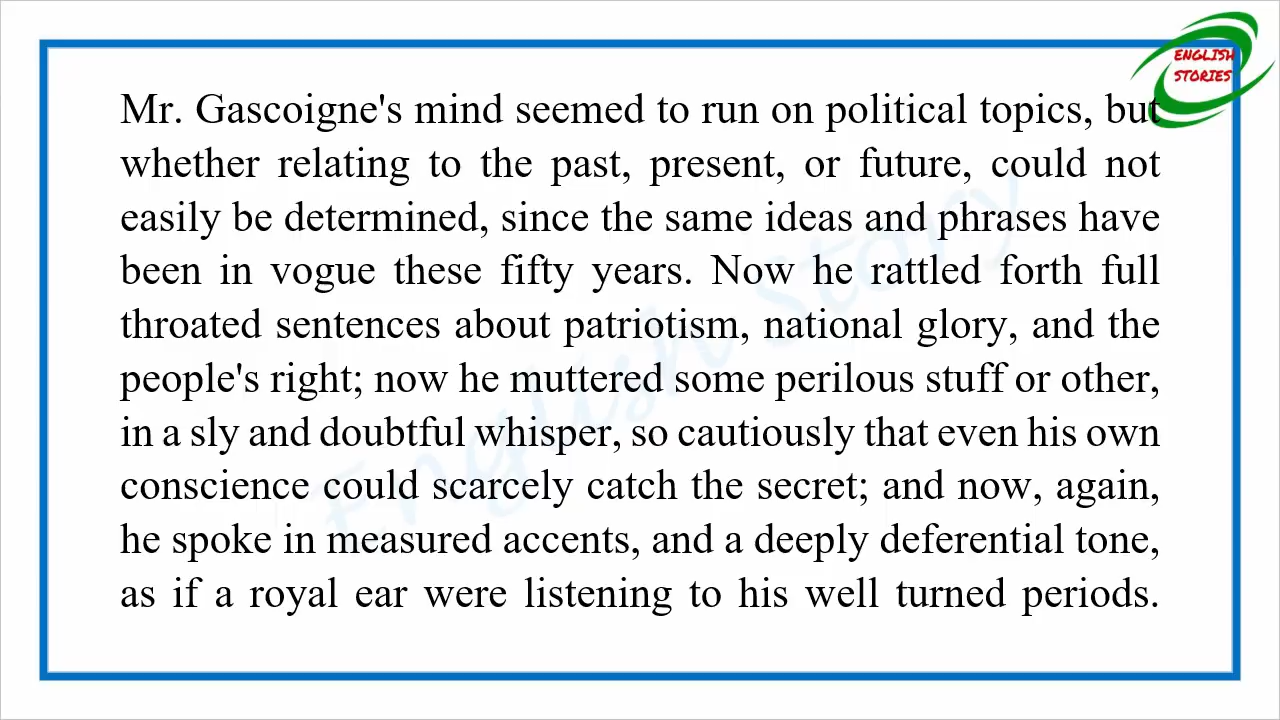 ENGLISH
STORIES
Mr. Gascoigne's mind seemed to run on political topics, but
whether relating to the past, present, or future, could not
easily be determined, since the same ideas and phrases have
been in vogue these fifty years. Now he rattled forth full
throated sentences about patriotism, national glory, and the
people's right; now he muttered some perilous stuff or other,
in a sly and doubtful whisper, so cautiously that even his own
conscience could scarcely catch the secret; and now, again,
he spoke in measured accents, and a deeply deferential tone,
as if a royal ear were listening to his well turned periods.
English Story